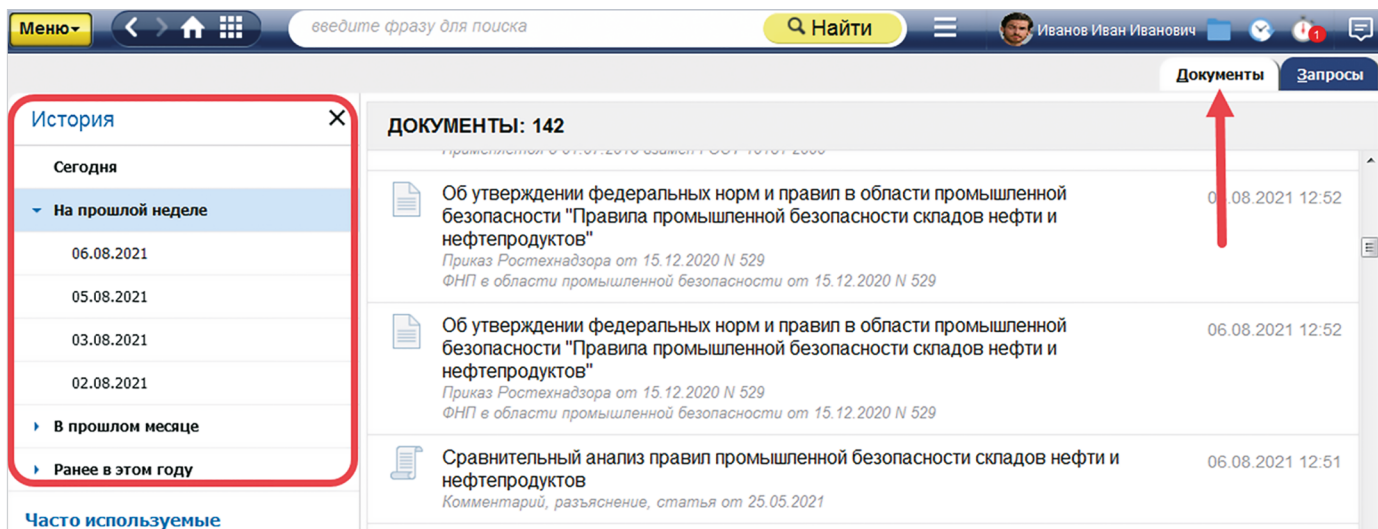 Меню
введите фразу для поиска
Найти
Иванов Иван Иванович
1
Документы
Запросы
История
Сегодня
На прошлой неделе
06.08.2021
05.08.2021
03.08.2021
02.08.2021
В прошлом месяце
Ранее в этом году
Часто используемые
ДОКУМЕНТЫ: 142
Об утверждении федеральных норм и правил в области промышленной
безопасности "Правила промышленной безопасности складов нефти и
нефтепродуктов"
Приказ Ростехнадзора от 15.12.2020 N 529
ФНП в области промышленной безопасности от 15.12.2020 N 529
.08.2021 12:52
Об утверждении федеральных норм и правил в области промышленной
безопасности "Правила промышленной безопасности складов нефти и
нефтепродуктов"
Приказ Ростехнадзора от 15.12.2020 N 529
ФНП в области промышленной безопасности от 15.12.2020 N 529
06.08.2021 12:52
Сравнительный анализ правил промышленной безопасности складов нефти и
нефтепродуктов
Комментарий, разъяснение, статья от 25.05.2021
06.08.2021 12:51